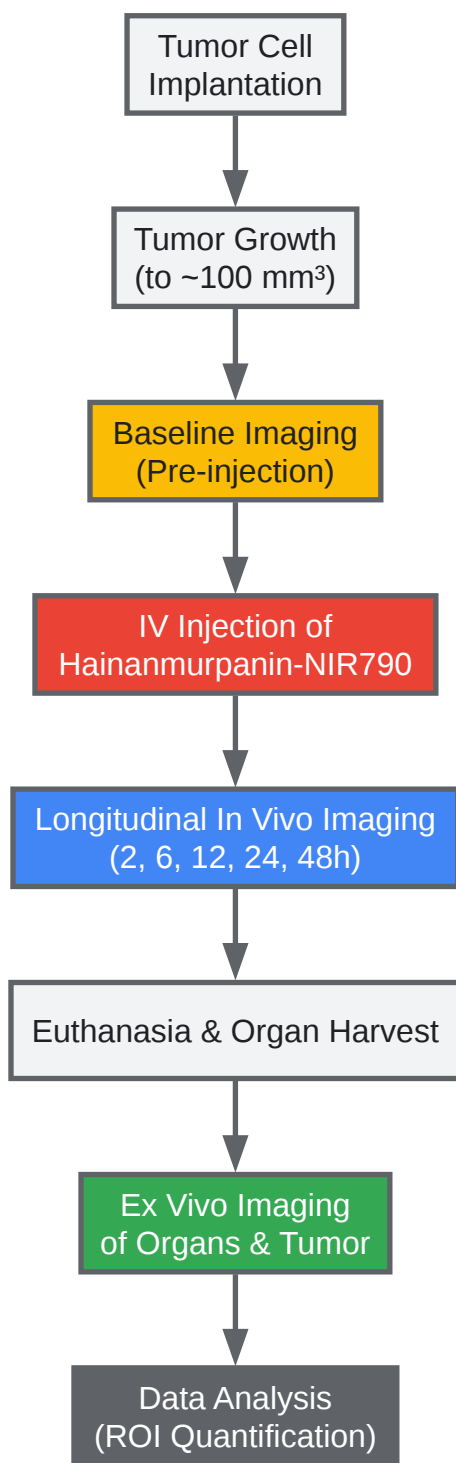 Tumor Cell
Implantation
Tumor Growth
(to ~100 mm³)
Baseline Imaging
(Pre-injection)
IV Injection of
Hainanmurpanin-NIR790
Longitudinal In Vivo Imaging
(2, 6, 12, 24, 48h)
Euthanasia & Organ Harvest
Ex Vivo Imaging
of Organs & Tumor
Data Analysis
(ROI Quantification)